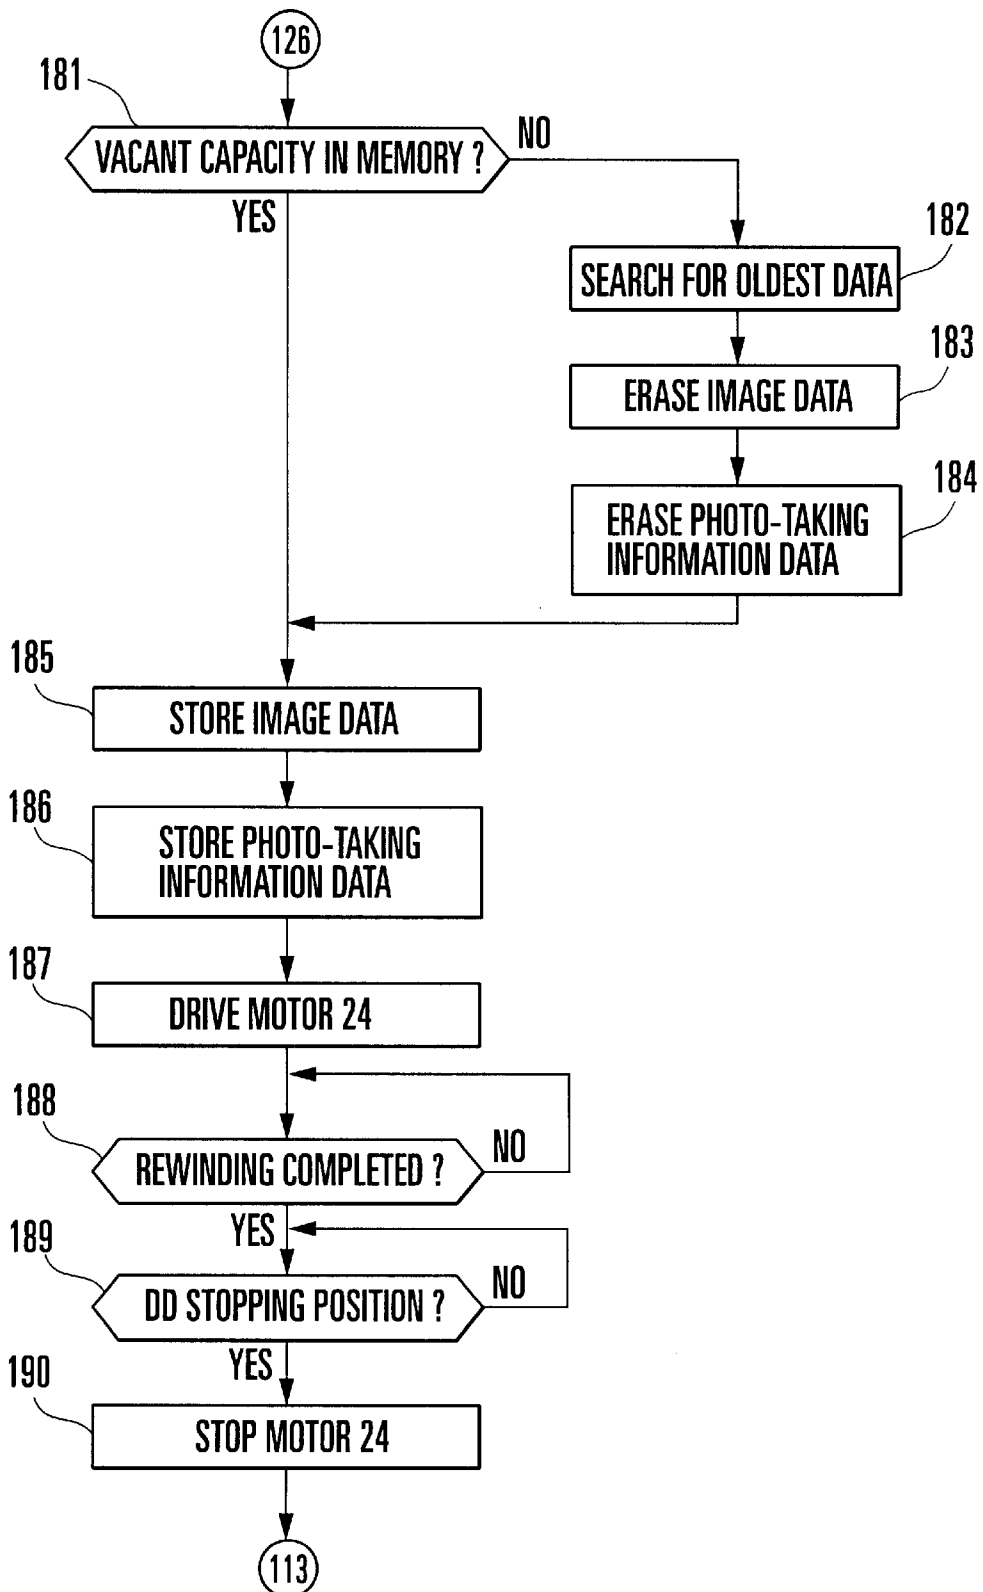 126
181
VACANT CAPACITY IN MEMORY ?
NO
YES
182
SEARCH FOR OLDEST DATA
183
ERASE IMAGE DATA
184
ERASE PHOTO-TAKING
INFORMATION DATA
185
STORE IMAGE DATA
186
STORE PHOTO-TAKING
INFORMATION DATA
187
DRIVE MOTOR 24
188
REWINDING COMPLETED ?
NO
YES
189
DD STOPPING POSITION ?
NO
YES
190
STOP MOTOR 24
113